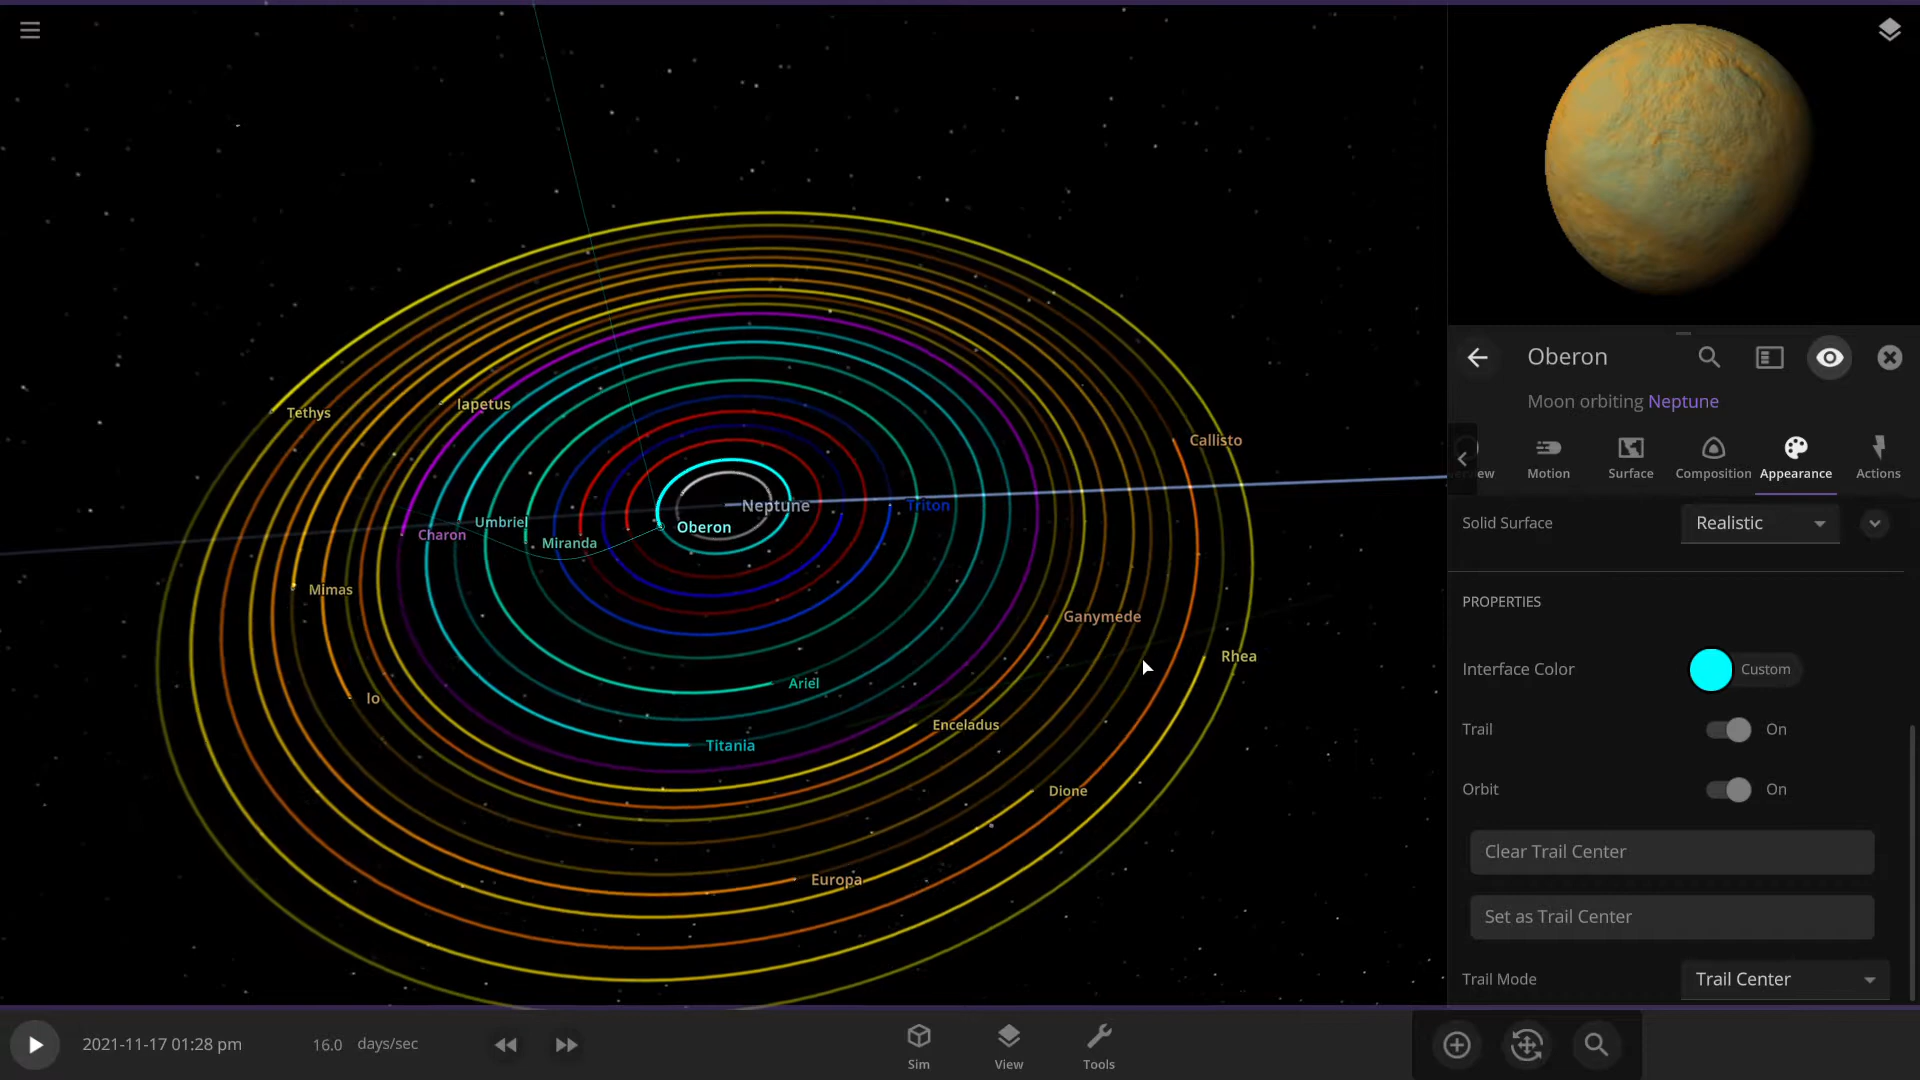 Tethys
Iapetus
Callisto
Neptune
Triton
Umbriel
Oberon
Charon
Miranda
Mimas
Ganymede
Rhea
Ariel
Io
Enceladus
Titania
Dione
Europa
Oberon
Moon orbiting Neptune
Motion
Surface
Composition
Appearance
Actions
Solid Surface
Realistic
PROPERTIES
Interface Color
Custom
Trail
On
Orbit
On
Clear Trail Center
Set as Trail Center
Trail Mode
Trail Center
2021-11-17 01:28 pm
16.0 days/sec
Sim
View
Tools